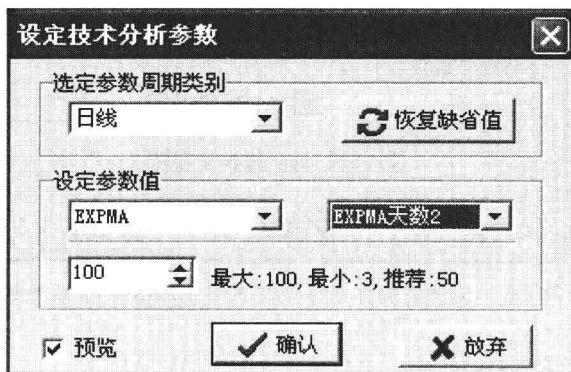 设定技术分析参数
选定参数周期类别
日线 恢复缺省值
设定参数值
EXPMA EXPMA天数2
100 最大:100,最小:3,推荐:50
预览 确认 放弃